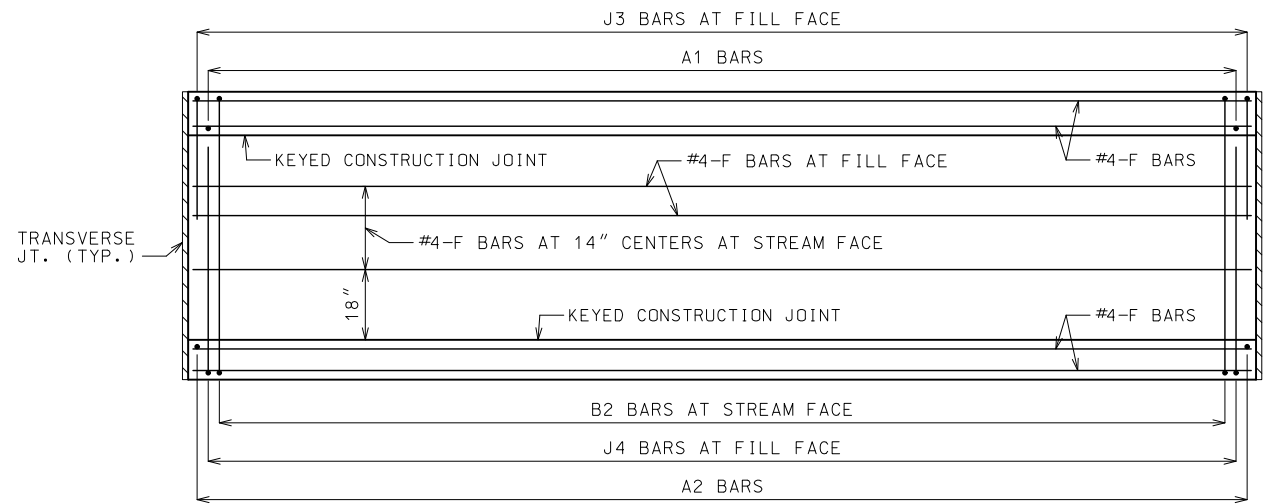 J3 BARS AT FILL FACE
A1 BARS
KEYED CONSTRUCTION JOINT
#4-F BARS AT FILL FACE
#4-F BARS
TRANSVERSE
JT. (TYP.)
#4-F BARS AT 14" CENTERS AT STREAM FACE
18"
KEYED CONSTRUCTION JOINT
#4-F BARS
B2 BARS AT STREAM FACE
J4 BARS AT FILL FACE
A2 BARS